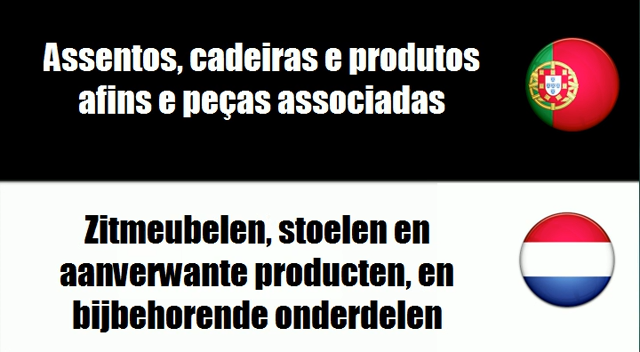 Assentos, cadeiras e produtos
afins e peças associadas
Zitmeubelen, stoelen en
aanverwante producten, en
bijbehorende onderdelen